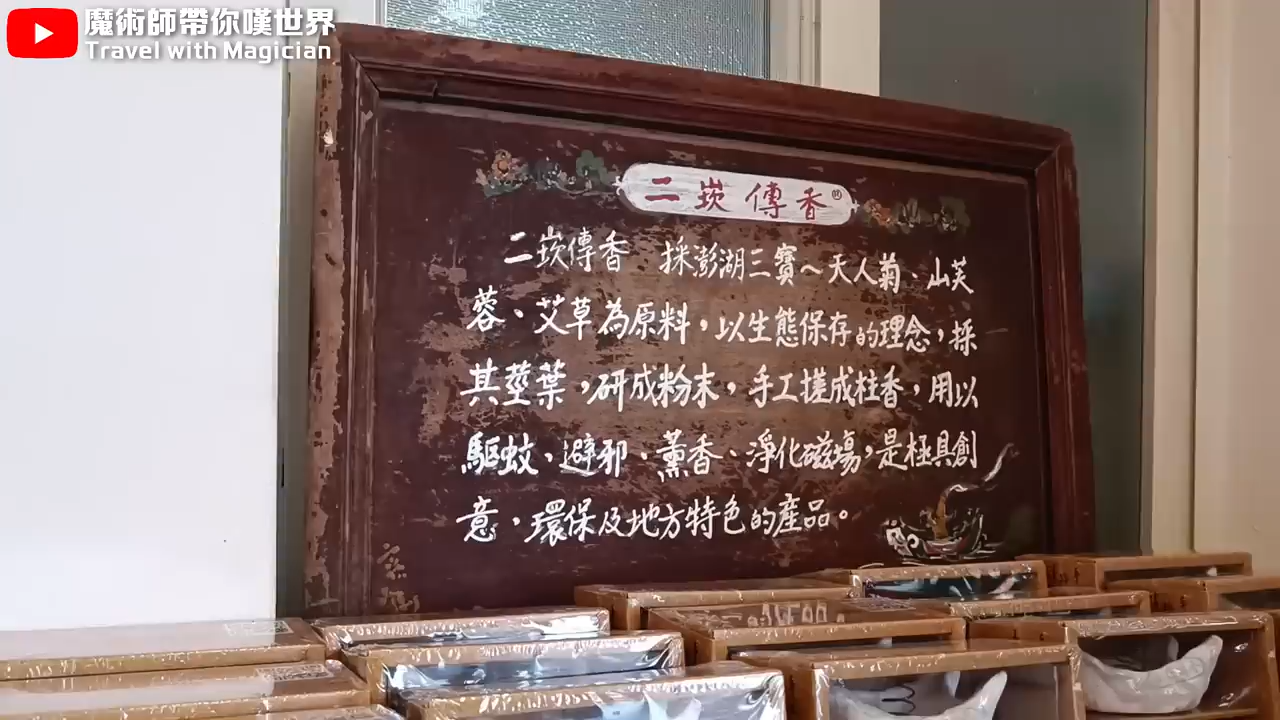 魔術師帶你嘆世界
Travel with Magician
二崁傳香®
二崁傳香 採澎湖三寶~天人菊、山芙
蓉、艾草為原料，以生態保存的理念，採
其莖葉，研成粉末，手工搓成柱香，用以
驅蚊、避邪、薰香、淨化磁場，是極具創
意，環保及地方特色的產品。